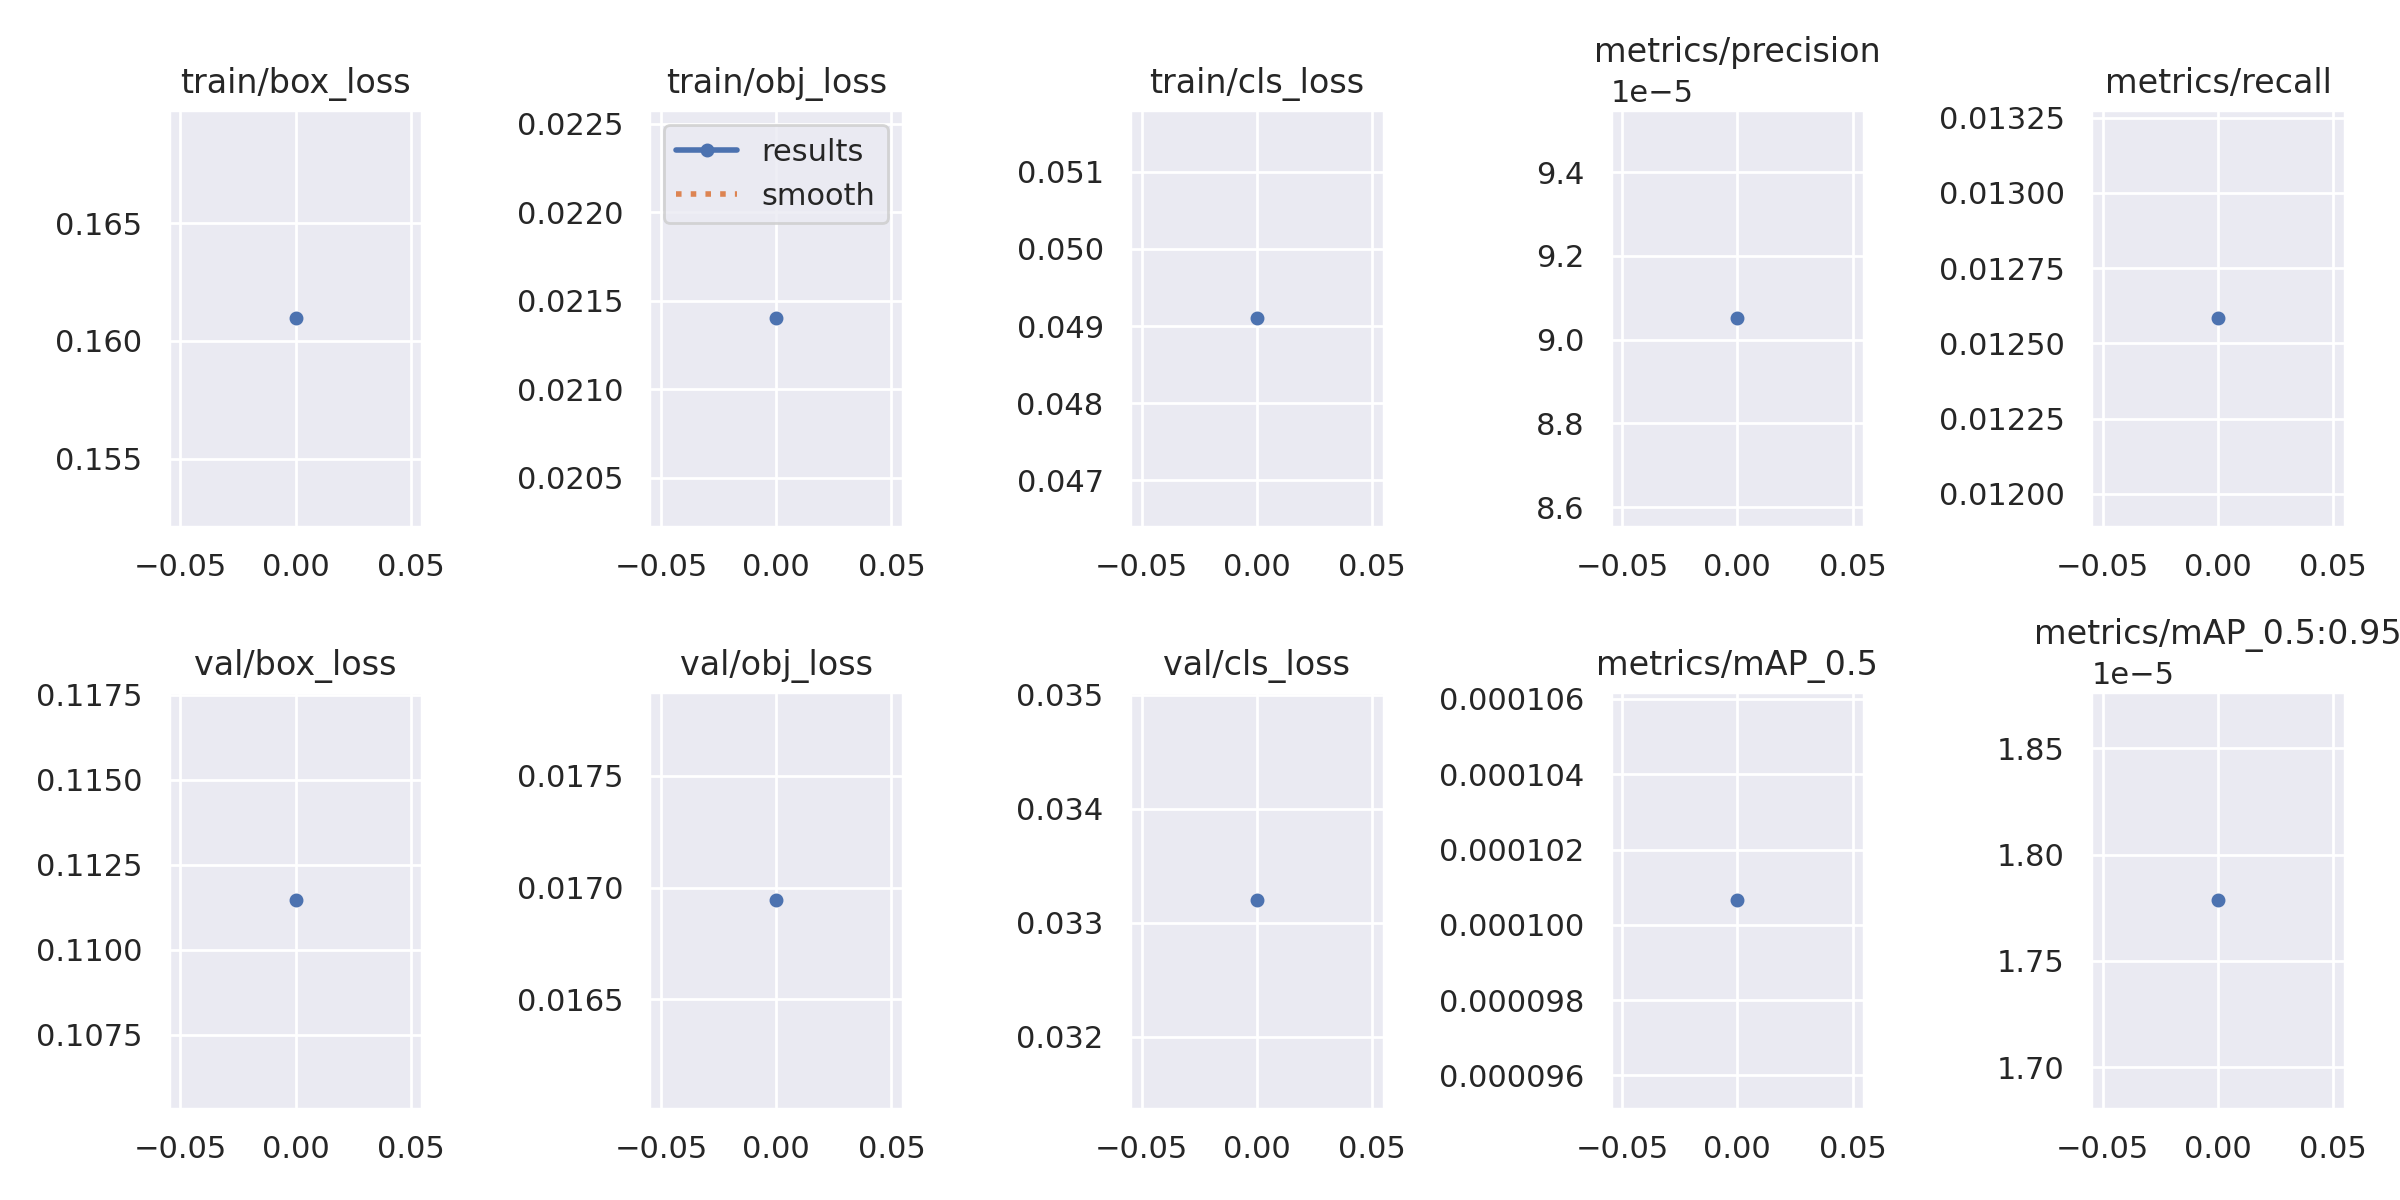 train/box_loss
0.165
0.160
0.155
−0.05 0.00 0.05
train/obj_loss
0.0225
0.0220
0.0215
0.0210
0.0205
results
smooth
−0.05 0.00 0.05
train/cls_loss
0.051
0.050
0.049
0.048
0.047
−0.05 0.00 0.05
metrics/precision
1e−5
9.4
9.2
9.0
8.8
8.6
−0.05 0.00 0.05
metrics/recall
0.01325
0.01300
0.01275
0.01250
0.01225
0.01200
−0.05 0.00 0.05
val/box_loss
0.1175
0.1150
0.1125
0.1100
0.1075
−0.05 0.00 0.05
val/obj_loss
0.0175
0.0170
0.0165
−0.05 0.00 0.05
val/cls_loss
0.035
0.034
0.033
0.032
−0.05 0.00 0.05
metrics/mAP_0.5
0.000106
0.000104
0.000102
0.000100
0.000098
0.000096
−0.05 0.00 0.05
metrics/mAP_0.5:0.95
1e−5
1.85
1.80
1.75
1.70
−0.05 0.00 0.05